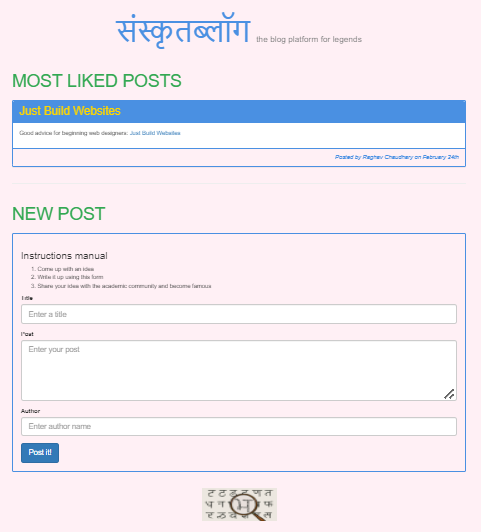 संस्कृतब्लॉग the blog platform for legends
MOST LIKED POSTS
Just Build Websites
Good advice for beginning web designers: Just Build Websites
Posted by Raghav Chaudhary on February 24th
NEW POST
Instructions manual
1. Come up with an idea
2. Write it up using this form
3. Share your idea with the academic community and become famous
Title
Enter a title
Post
Enter your post
Author
Enter author name
Post it!